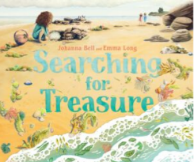 Johanna Bell and Emma Long
Searching
for
Treasure